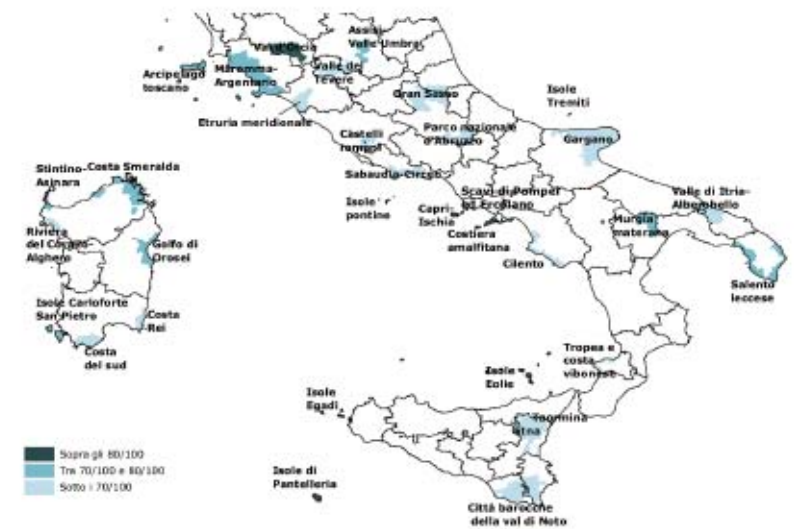 Assisi-
Valle Umbra
Val d'Orcia
Arcipelago
toscano
Maremma-
Argentario
Valle del
Tevere
Gran Sasso
Isole
Tremiti
Etruria meridionale
Castelli
romani
Parco nazionale
d'Abruzzo
Gargano
Stintino-
Asinara
Costa Smeralda
Sabaudia-Circeo
Isole
pontine
Capri-
Ischia
Scavi di Pompei
ed Ercolano
Costiera
amalfitana
Valle di Itria-
Alberobello
Murgia
materana
Riviera
del Corallo-
Alghero
Golfo di
Orosei
Cilento
Salento
leccese
Isole Carloforte
San Pietro
Costa
Rei
Costa
del sud
Tropea e
costa
vibonese
Isole
Eolie
Isole
Egadi
Taormina
Etna
Sopra gli 80/100
Tra 70/100 e 80/100
Sotto i 70/100
Isole di
Pantelleria
Città barocche
della val di Noto